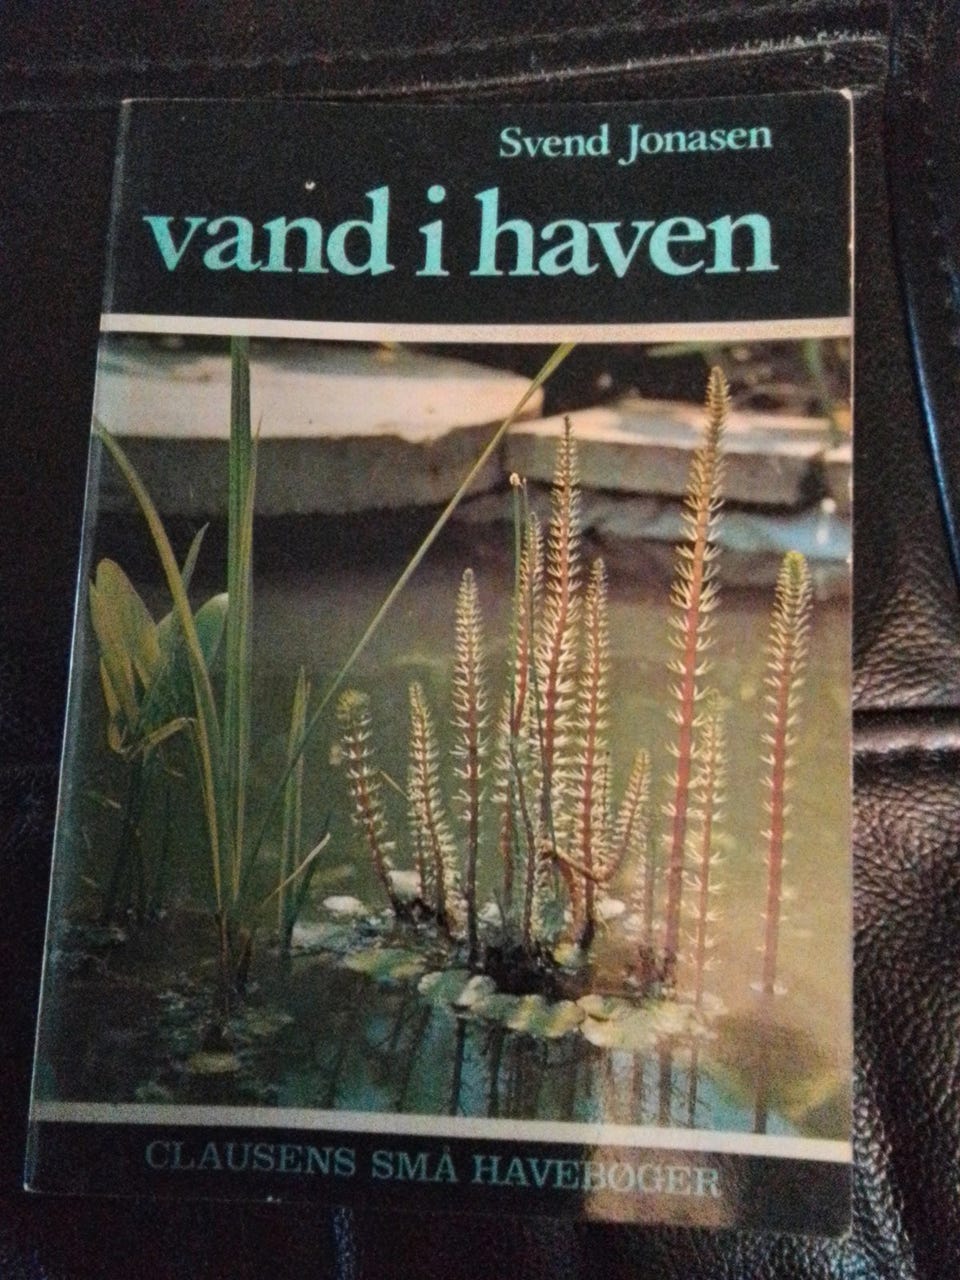 Svend Jonasen
vand i haven
CLAUSENS SMÅ HAVEBØGER